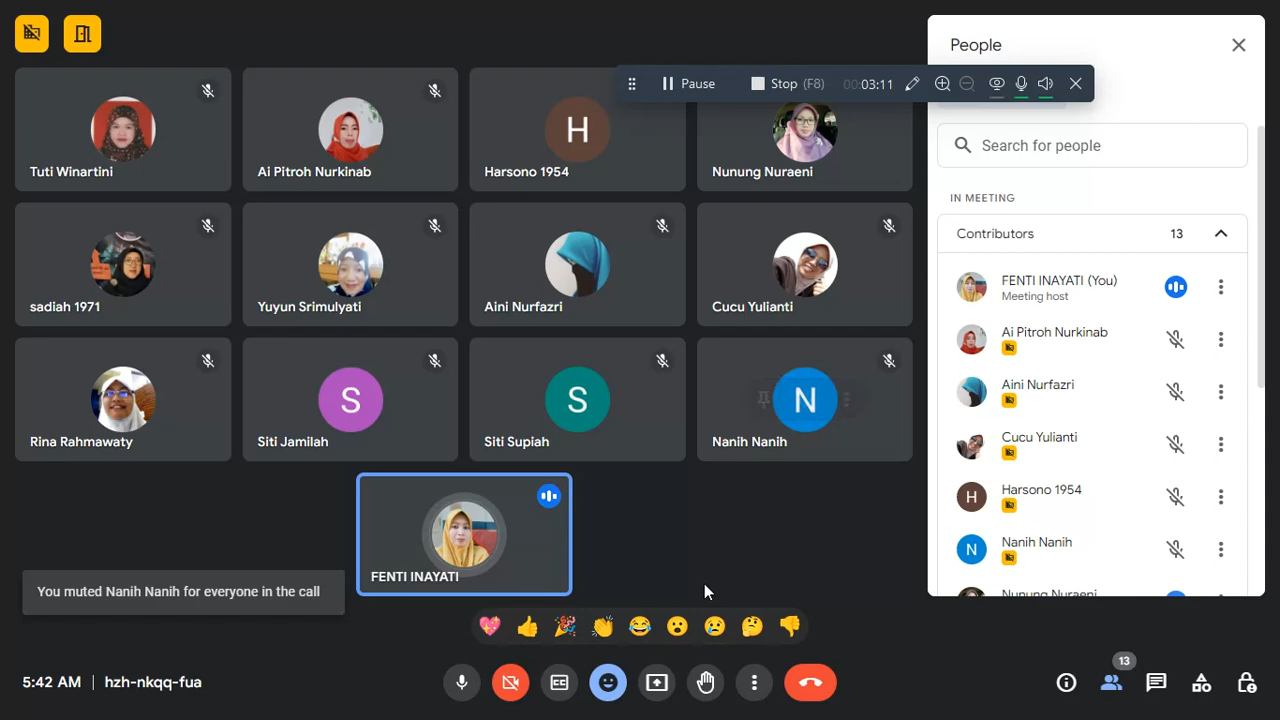 People
Pause
Stop (F8)
00:03:11
Tuti Winartini
Ai Pitroh Nurkinab
H
Harsono 1954
Nunung Nuraeni
Search for people
IN MEETING
Contributors 13
sadiah 1971
Yuyun Srimulyati
Aini Nurfazri
Cucu Yulianti
FENTI INAYATI (You)
Meeting host
Ai Pitroh Nurkinab
Aini Nurfazri
Cucu Yulianti
H
Harsono 1954
N
Nanih Nanih
Nunung Nuraeni
Rina Rahmawaty
S
Siti Jamilah
S
Siti Supiah
N
Nanih Nanih
FENTI INAYATI
You muted Nanih Nanih for everyone in the call
5:42 AM | hzh-nkqq-fua
CC
13